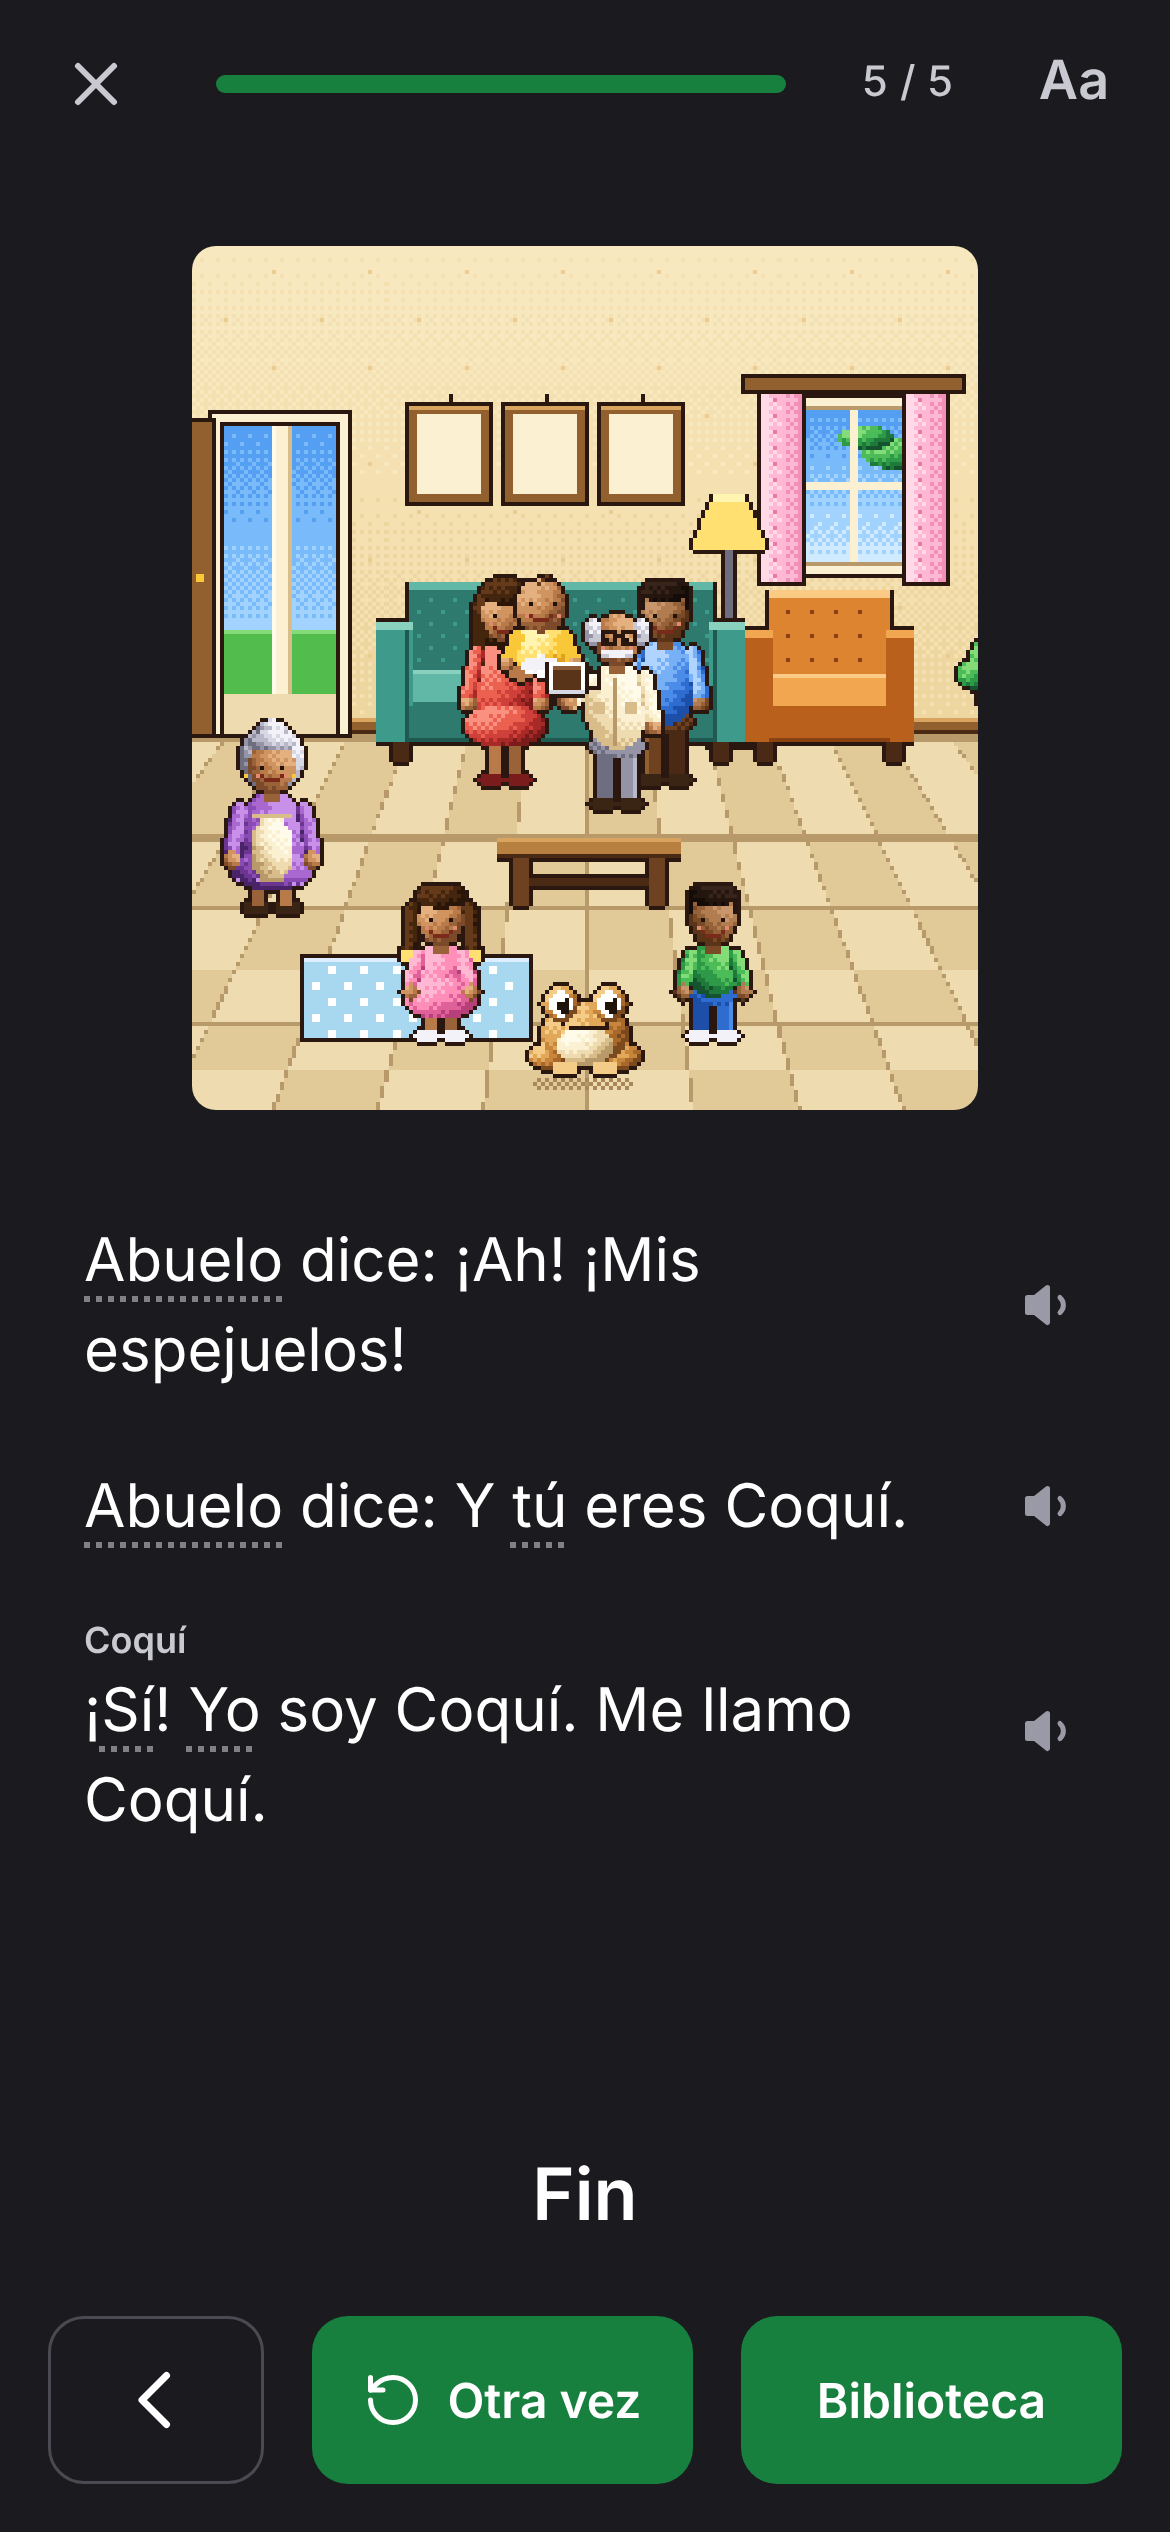 5 / 5
Aa
Abuelo dice: ¡Ah! ¡Mis
espejuelos!
Abuelo dice: Y tú eres Coquí.
Coquí
¡Sí! Yo soy Coquí. Me llamo
Coquí.
Fin
Otra vez
Biblioteca